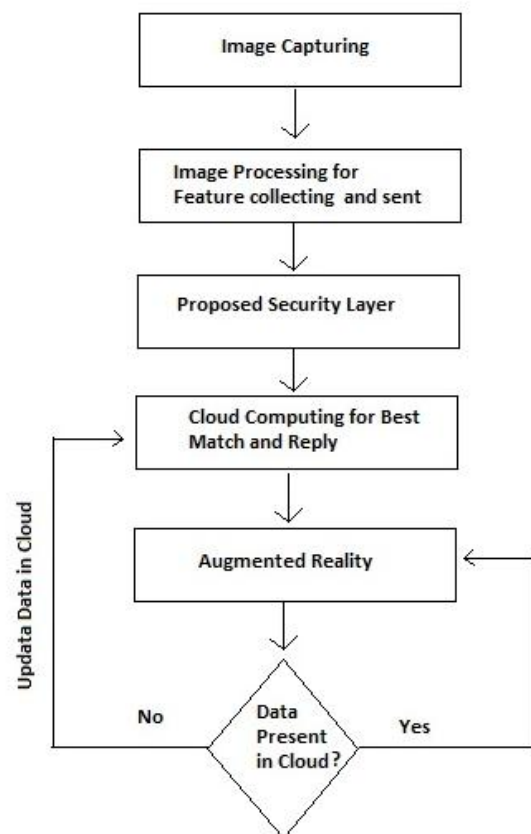 Image Capturing
Image Processing for
Feature collecting and sent
Proposed Security Layer
Cloud Computing for Best
Match and Reply
Augmented Reality
Updata Data in Cloud
No
Data
Present
in Cloud?
Yes